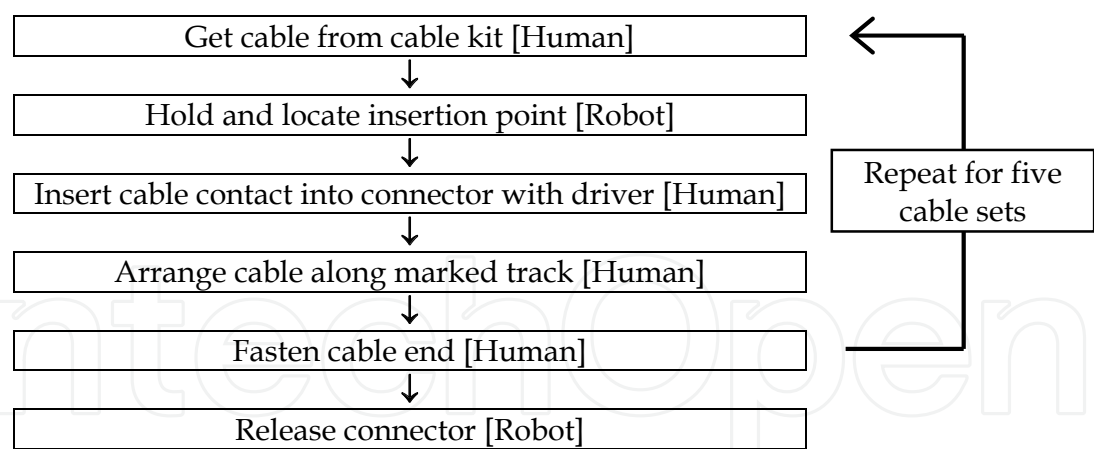 Get cable from cable kit [Human]
Hold and locate insertion point [Robot]
Insert cable contact into connector with driver [Human]
Arrange cable along marked track [Human]
Fasten cable end [Human]
Release connector [Robot]
Repeat for five
cable sets
IntechOpen